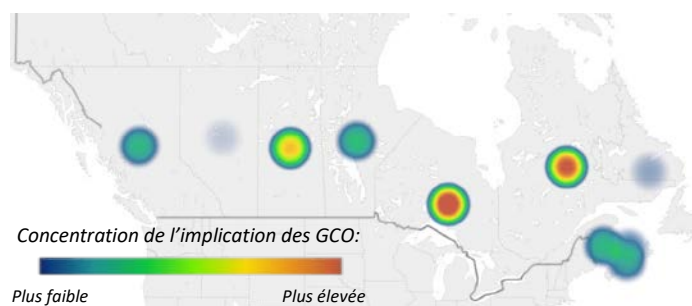 Concentration de l’implication des GCO:
Plus faible Plus élevée